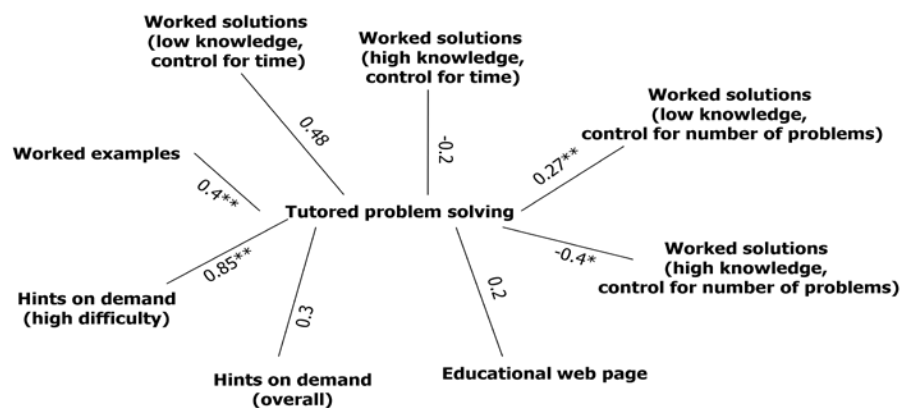 Worked solutions
(low knowledge,
control for time)
Worked solutions
(high knowledge,
control for time)
Worked solutions
(low knowledge,
control for number of problems)
Worked examples
0.48
-0.2
0.27**
0.4**
Tutored problem solving
0.85**
0.3
0.2
-0.4*
Worked solutions
(high knowledge,
control for number of problems)
Hints on demand
(high difficulty)
Hints on demand
(overall)
Educational web page